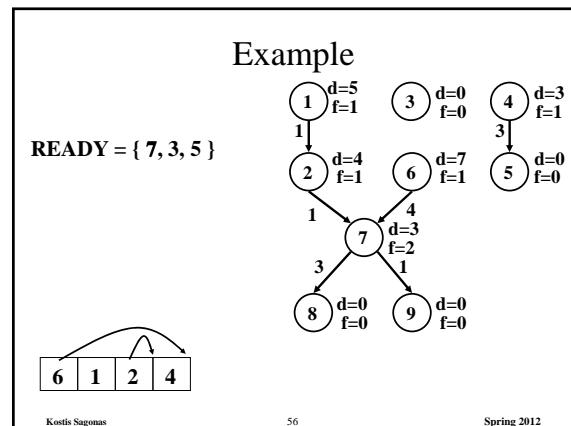 Example
1 d=5 f=1 3 d=0 f=0 4 d=3 f=1
1 3
READY = { 7, 3, 5 }
2 d=4 f=1 6 d=7 f=1 5 d=0 f=0
1 4
7 d=3 f=2
3 1
8 d=0 f=0 9 d=0 f=0
6 1 2 4
Kostis Sagonas 56 Spring 2012